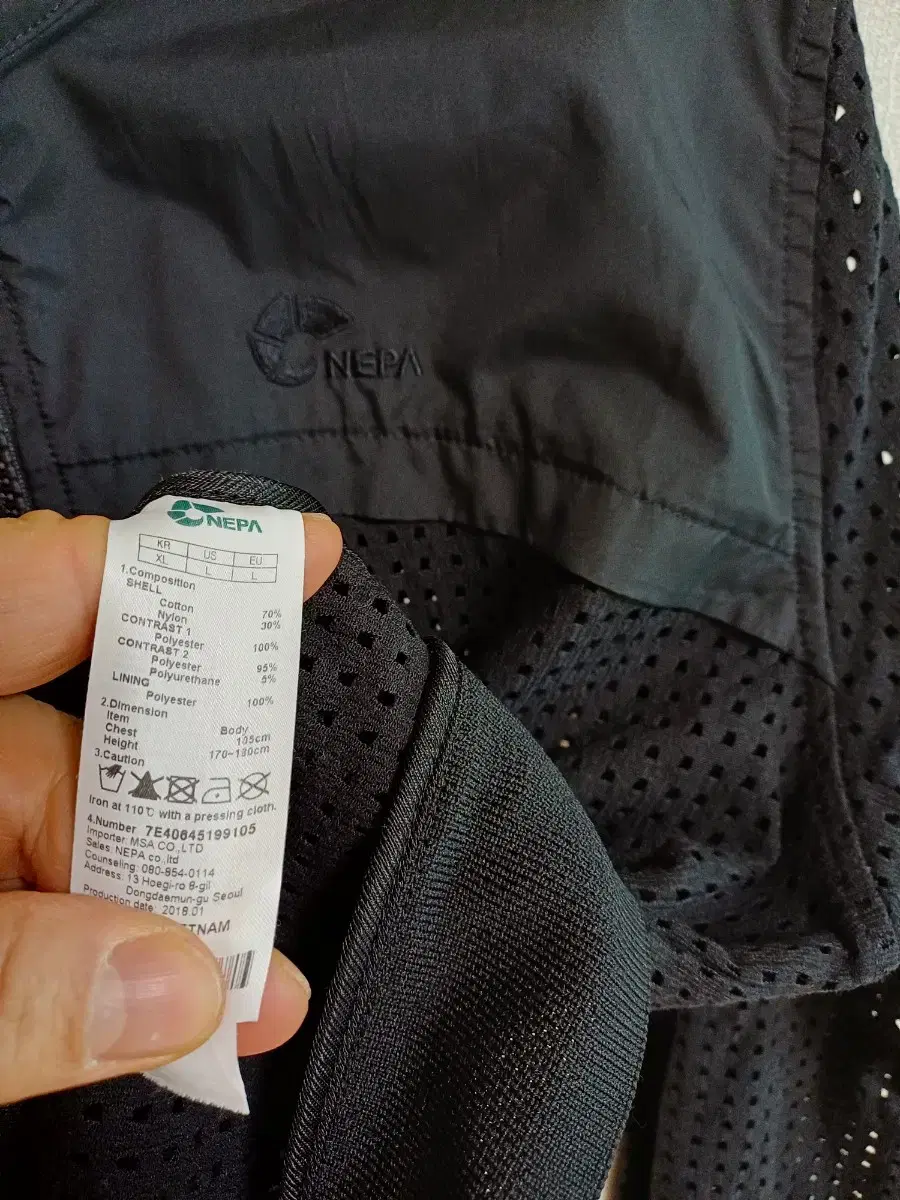 NEPA
NEPA
KR US EU
XL L L
1.Composition
SHELL
Cotton 70%
Nylon 30%
CONTRAST 1
Polyester 100%
CONTRAST 2
Polyester 95%
Polyurethane 5%
LINING
Polyester 100%
2.Dimension
Item Body
Chest 105cm
Height 170~180cm
3.Caution
Iron at 110℃ with a pressing cloth.
4.Number 7E40645199105
Importer: MSA CO.,LTD
Sales: NEPA co.,ltd
Counseling: 080-854-0114
Address: 13 Hoegi-ro 8-gil
Dongdaemun-gu Seoul
Production date: 2018.01
TNAM